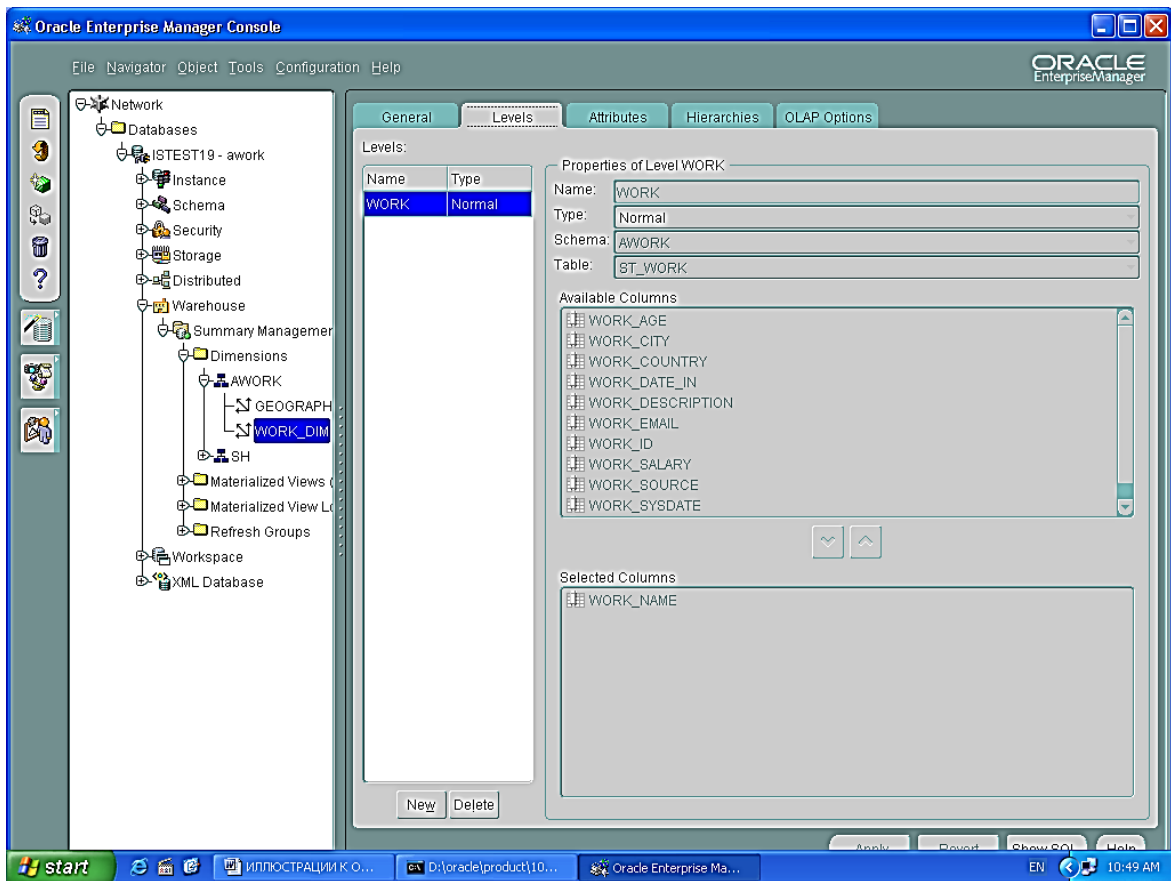 Oracle Enterprise Manager Console
File Navigator Object Tools Configuration Help
ORACLE
EnterpriseManager
Network
Databases
ISTEST19 - awork
Instance
Schema
Security
Storage
Distributed
Warehouse
Summary Managemer
Dimensions
AWORK
GEOGRAPH
WORK_DIM
SH
Materialized Views (
Materialized View Lo
Refresh Groups
Workspace
XML Database
General Levels Attributes Hierarchies OLAP Options
Levels:
Name Type
WORK Normal
New Delete
Properties of Level WORK
Name: WORK
Type: Normal
Schema: AWORK
Table: ST_WORK
Available Columns
WORK_AGE
WORK_CITY
WORK_COUNTRY
WORK_DATE_IN
WORK_DESCRIPTION
WORK_EMAIL
WORK_ID
WORK_SALARY
WORK_SOURCE
WORK_SYSDATE
Selected Columns
WORK_NAME
Apply Revert Show SQL Help
start ИЛЛЮСТРАЦИИ К О... D:\oracle\product\10... Oracle Enterprise Ma... EN 10:49 AM